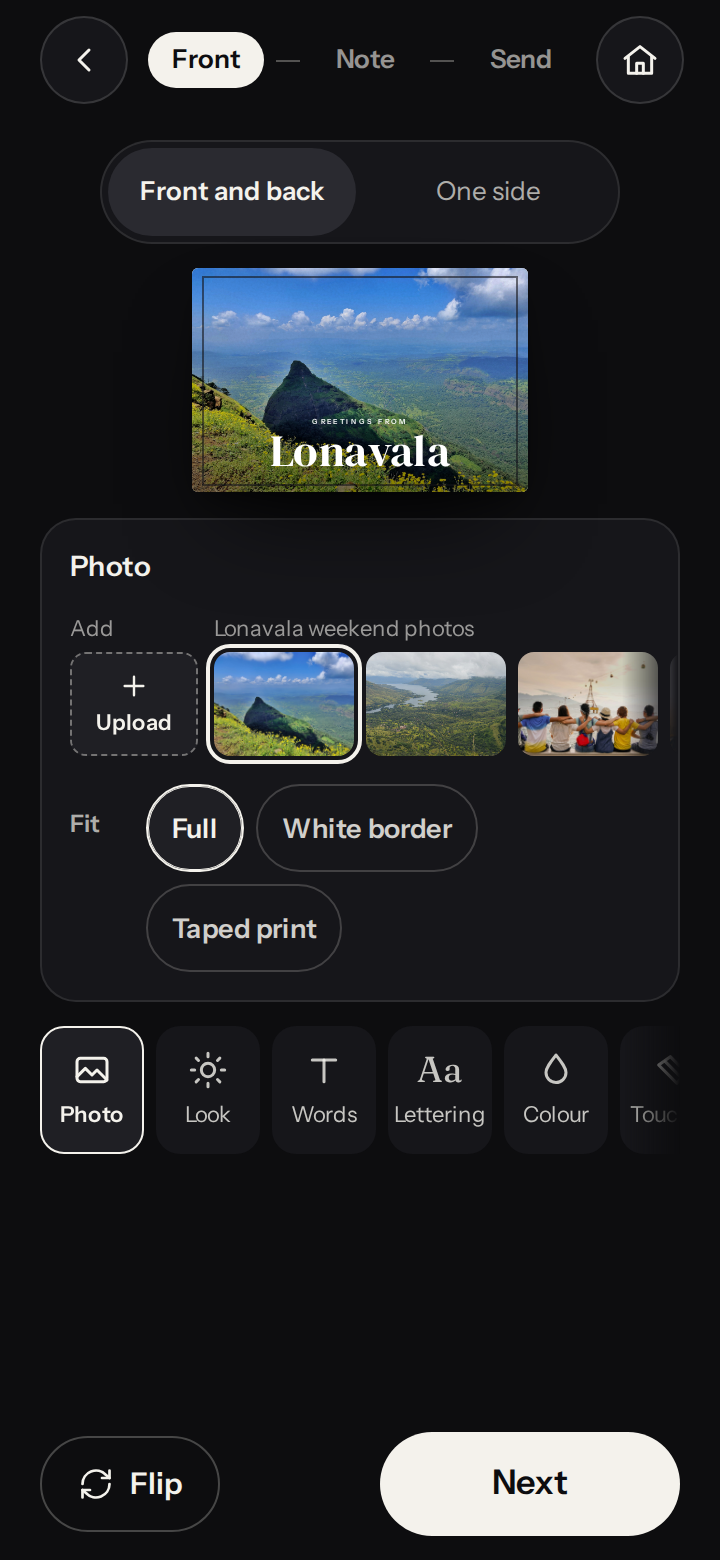 Front — Note — Send
Front and back One side
GREETINGS FROM
Lonavala
Photo
Add Lonavala weekend photos
Upload
Fit Full White border
Taped print
Aa
Photo Look Words Lettering Colour
Flip Next